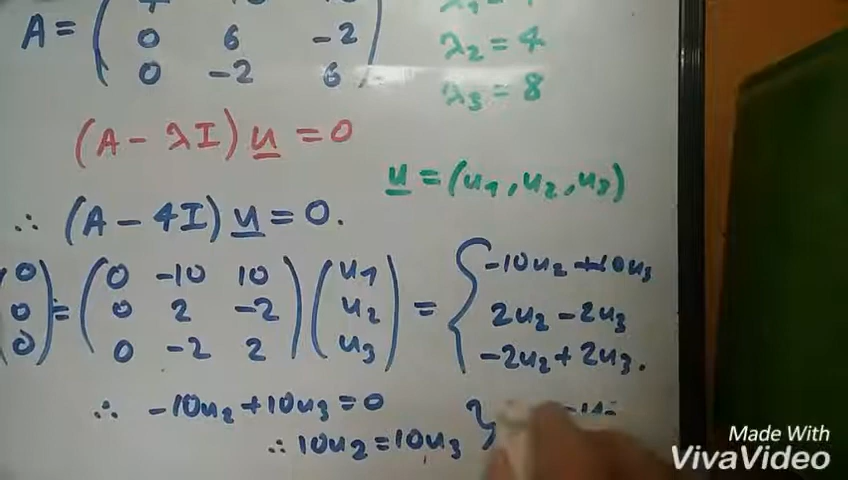 A = ( 0 6 -2
0 -2 6 )
λ₂ = 4
λ₃ = 8
(A - λI) u = 0
u = (u₁, u₂, u₃)
∴ (A - 4I) u = 0.
(0 0 0) = (0 -10 10
0 2 -2
0 -2 2) (u₁ u₂ u₃) = { -10u₂ + 10u₃
2u₂ - 2u₃
-2u₂ + 2u₃.
∴ -10u₂ + 10u₃ = 0
∴ 10u₂ = 10u₃ }
Made With
VivaVideo